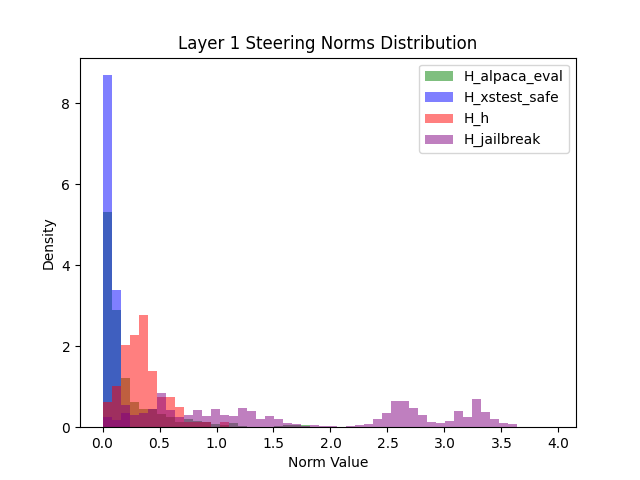 Layer 1 Steering Norms Distribution
H_alpaca_eval
H_xstest_safe
H_h
H_jailbreak
Density
8
6
4
2
0
0.0 0.5 1.0 1.5 2.0 2.5 3.0 3.5 4.0
Norm Value